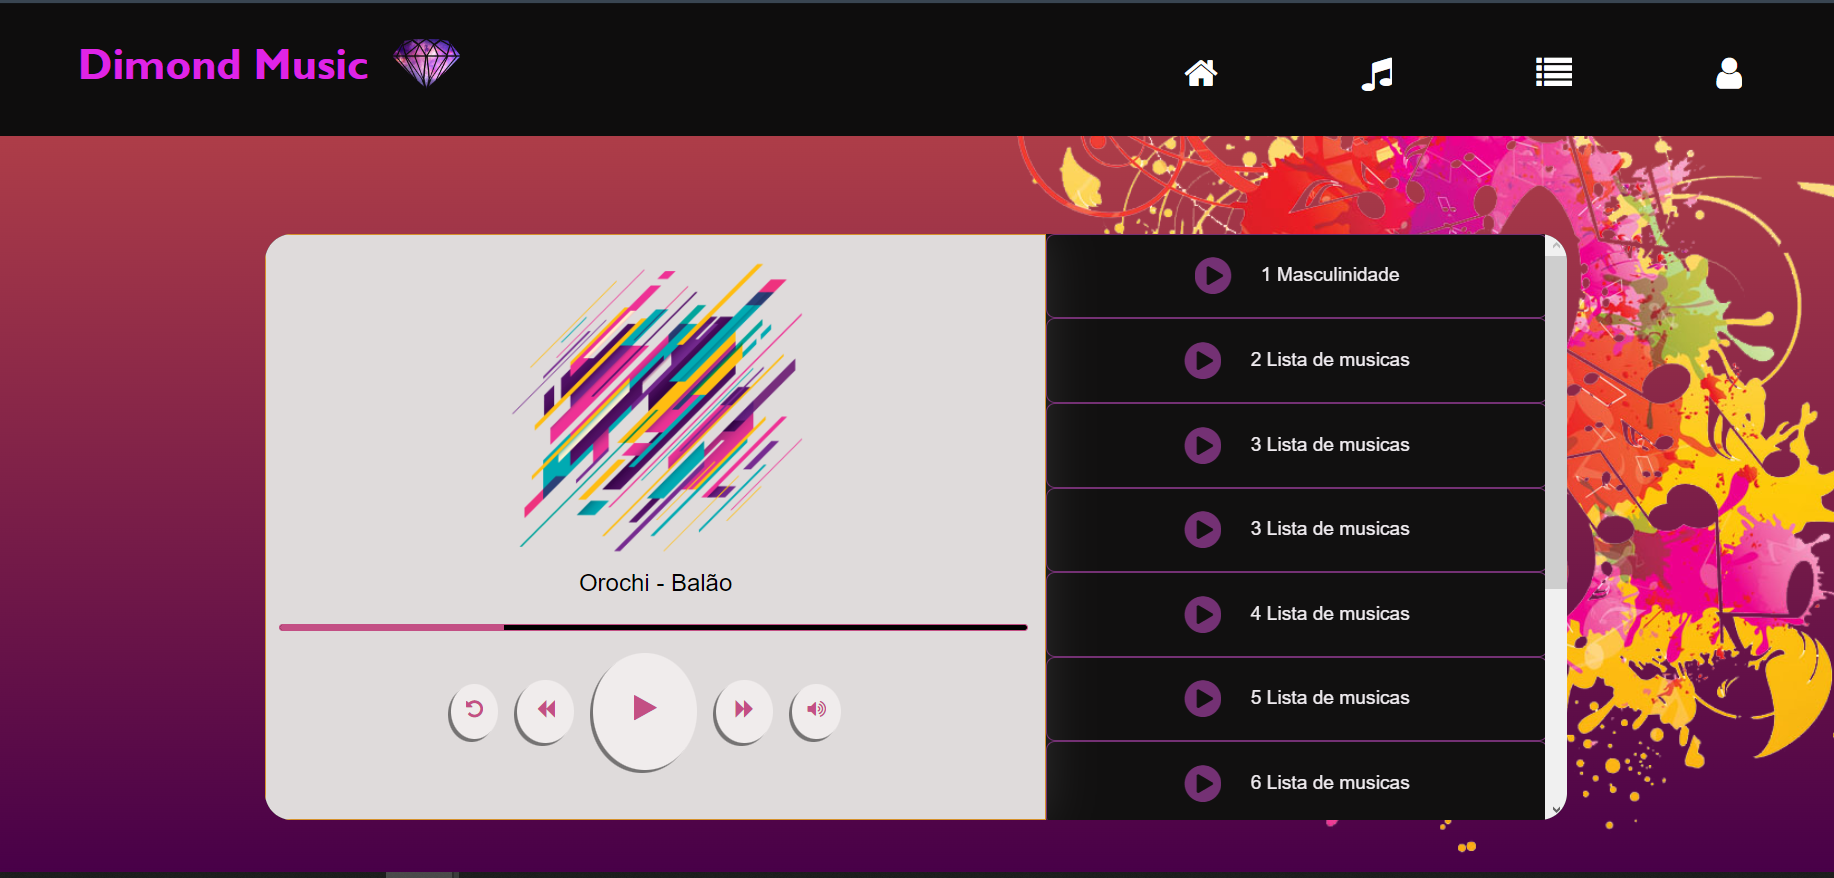 Dimond Music
Orochi - Balão
1 Masculinidade
2 Lista de musicas
3 Lista de musicas
3 Lista de musicas
4 Lista de musicas
5 Lista de musicas
6 Lista de musicas